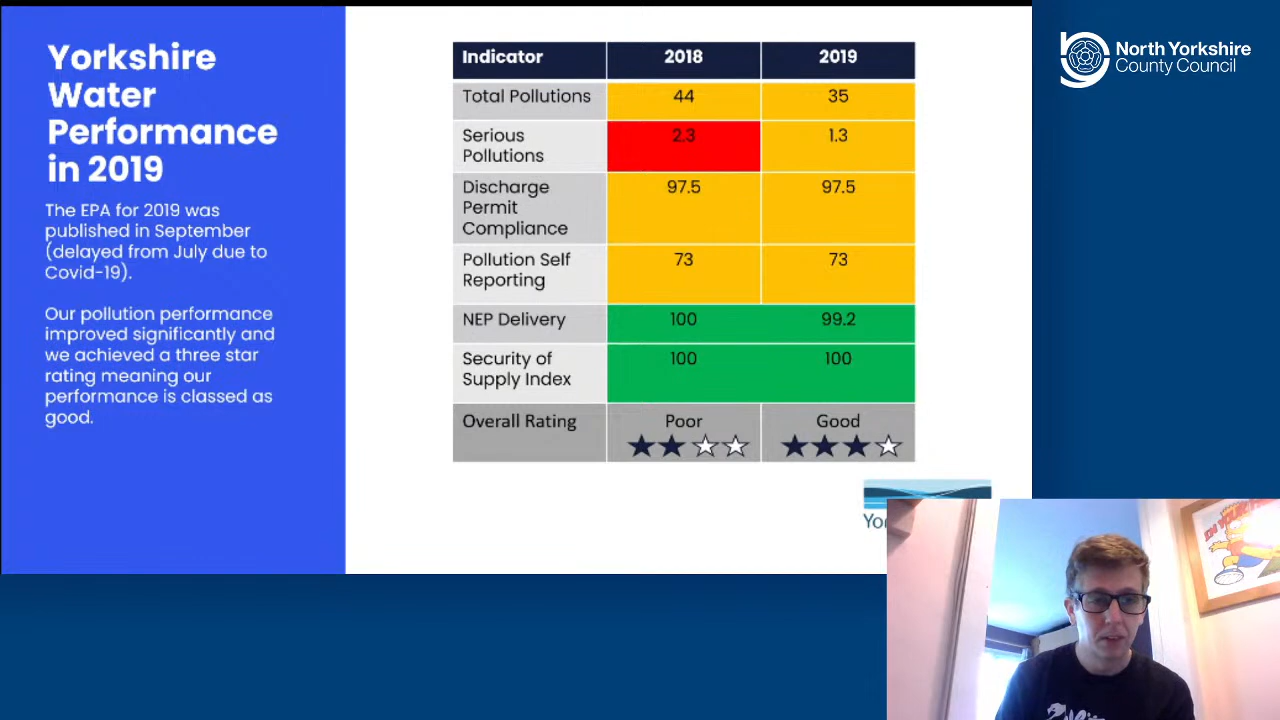 Yorkshire
Water
Performance
in 2019
The EPA for 2019 was
published in September
(delayed from July due to
Covid-19).
Our pollution performance
improved significantly and
we achieved a three star
rating meaning our
performance is classed as
good.
Indicator 2018 2019
Total Pollutions 44 35
Serious 2.3 1.3
Pollutions
Discharge 97.5 97.5
Permit
Compliance
Pollution Self 73 73
Reporting
NEP Delivery 100 99.2
Security of 100 100
Supply Index
Overall Rating Poor Good
North Yorkshire
County Council